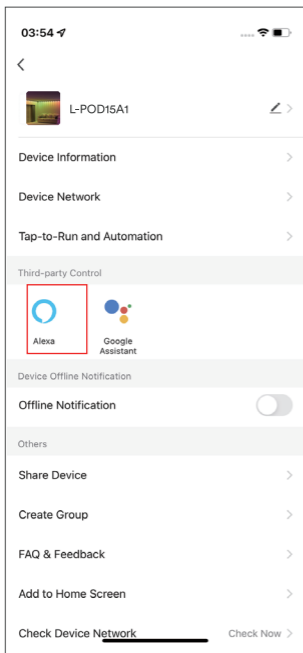 03:54
L-POD15A1
Device Information
Device Network
Tap-to-Run and Automation
Third-party Control
Alexa
Google
Assistant
Device Offline Notification
Offline Notification
Others
Share Device
Create Group
FAQ & Feedback
Add to Home Screen
Check Device Network Check Now